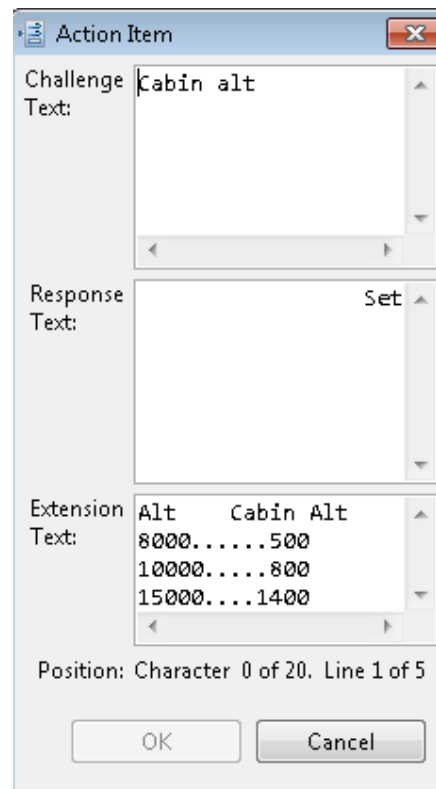 Action Item
Challenge
Text:
Cabin alt
Response
Text:
Set
Extension
Text:
Alt    Cabin Alt
8000......500
10000.....800
15000....1400
Position: Character 0 of 20. Line 1 of 5
OK
Cancel